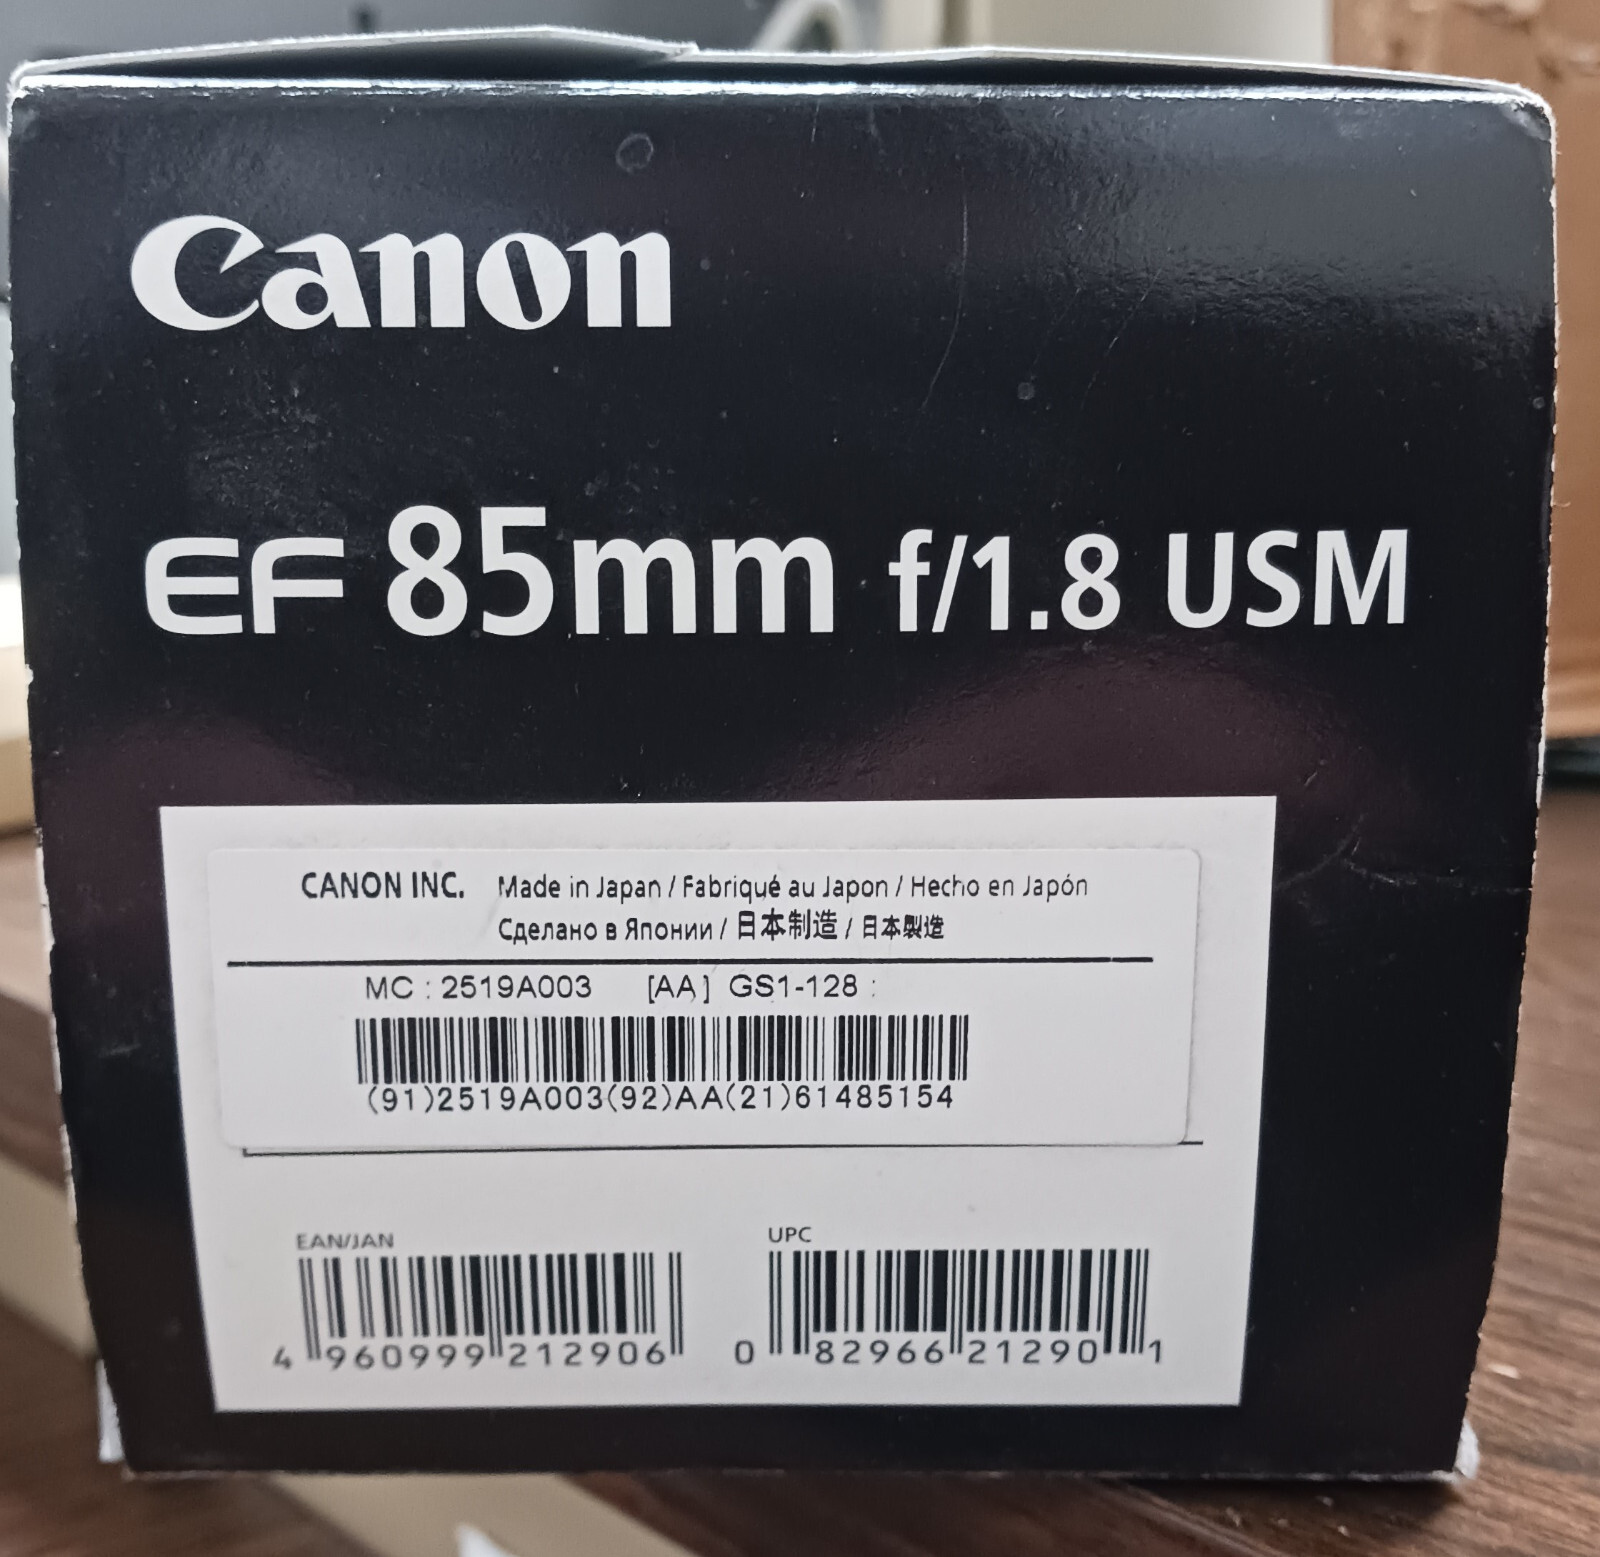 Canon
EF 85mm f/1.8 USM
CANON INC. Made in Japan / Fabriqué au Japon / Hecho en Japón
Сделано в Японии / 日本制造 / 日本製造
MC : 2519A003 [AA] GS1-128 :
(91)2519A003(92)AA(21)61485154
EAN/JAN UPC
4 960999 212906 0 82966 21290 1